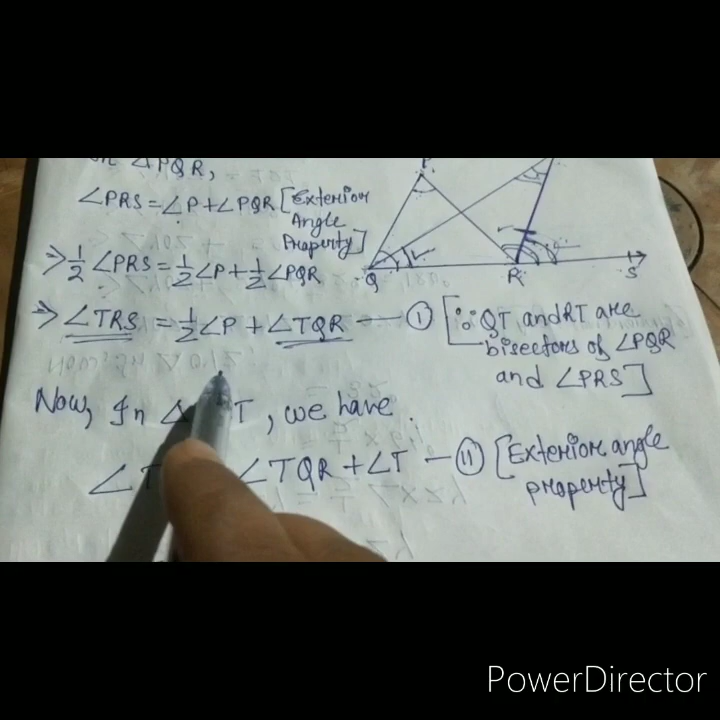 △PQR,
∠PRS = ∠P + ∠PQR [Exterior Angle Property]
⇒ 1/2 ∠PRS = 1/2 ∠P + 1/2 ∠PQR
⇒ ∠TRS = 1/2 ∠P + ∠TQR — (I) [∵ QT and RT are bisectors of ∠PQR and ∠PRS]
Q R S
Now, In △ T, we have
∠T ∠TQR + ∠T — (II) [Exterior angle property]
PowerDirector